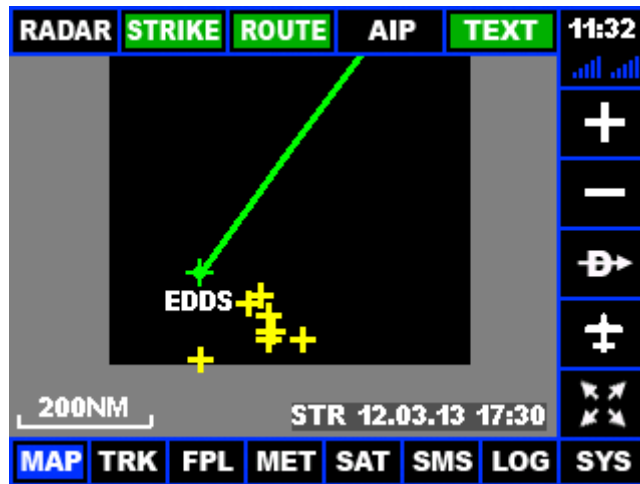 RADAR STRIKE ROUTE AIP TEXT 11:32
EDDS
200NM STR 12.03.13 17:30
MAP TRK FPL MET SAT SMS LOG SYS